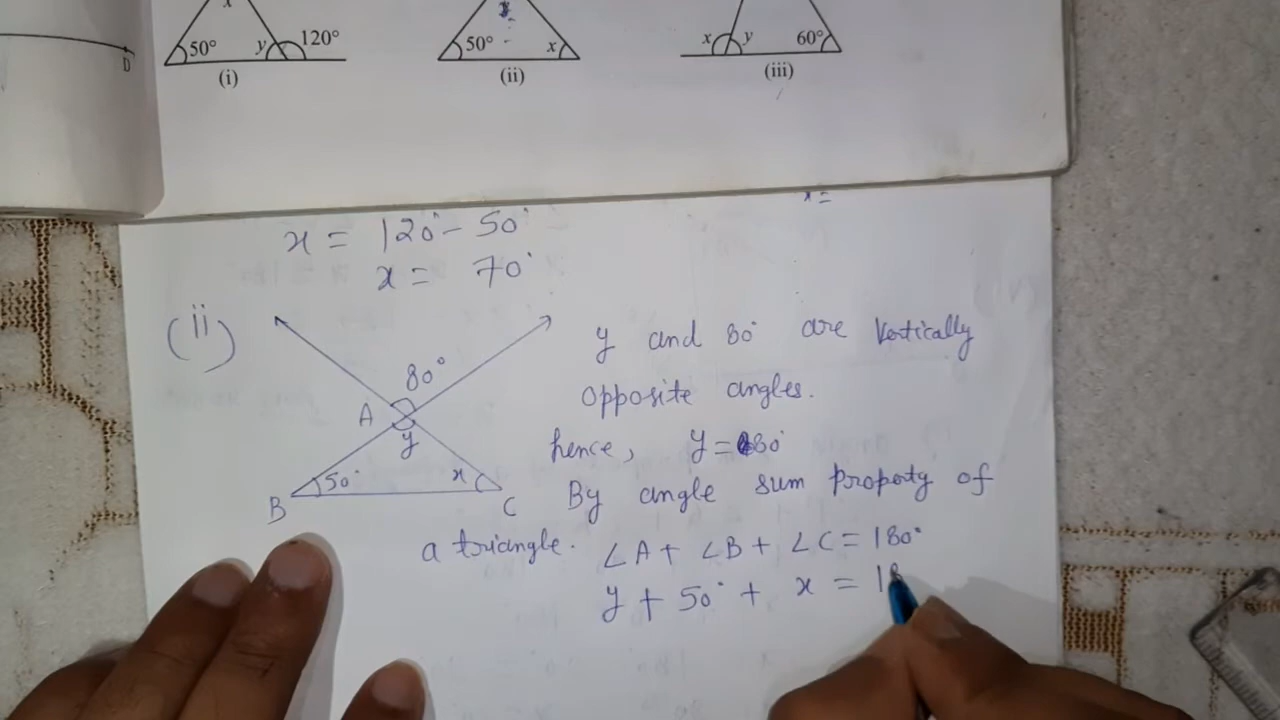 x
50° y 120°
(i)
50° x
(ii)
x y 60°
(iii)
D
x =
x = 120° - 50°
x = 70°
(ii)
80°
A
y
50° x
B C
y and 80° are Vertically
opposite angles.
hence, y = 80°
By angle sum Property of
a triangle. ∠A + ∠B + ∠C = 180°
y + 50° + x = 18